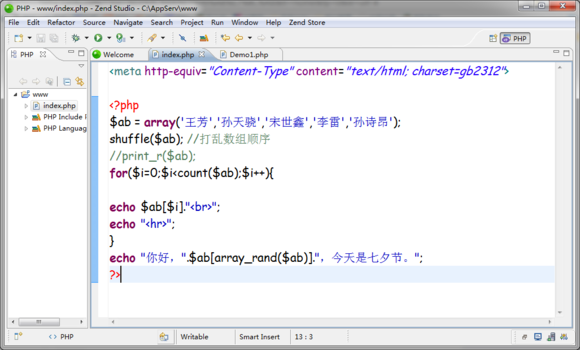 PHP - www/index.php - Zend Studio - C:\AppServ\www
File Edit Source Refactor Navigate Search Project Run Window Help Zend Store
PHP
PHP
Welcome index.php Demo1.php
www
index.php
PHP Include l
PHP Languag
<meta http-equiv="Content-Type" content="text/html; charset=gb2312">
<?php
$ab = array('王芳','孙天骁','宋世鑫','李雷','孙诗昂');
shuffle($ab); //打乱数组顺序
//print_r($ab);
for($i=0;$i<count($ab);$i++){
echo $ab[$i]."<br>";
echo "<hr>";
}
echo "你好，".$ab[array_rand($ab)]."，今天是七夕节。";
?>
PHP Writable Smart Insert 13 : 3